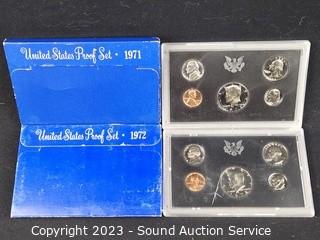 United States Proof Set · 1971
United States Proof Set · 1972
Copyright 2023 - Sound Auction Service